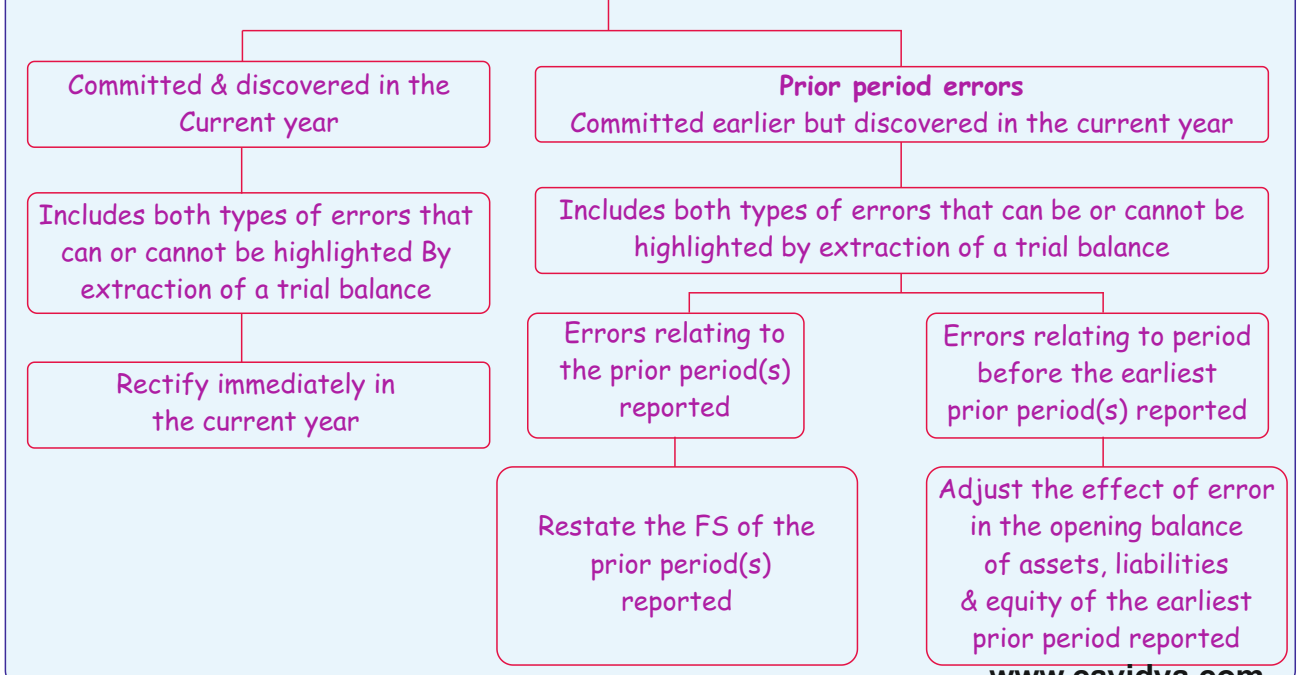 Committed & discovered in the
Current year
Prior period errors
Committed earlier but discovered in the current year
Includes both types of errors that
can or cannot be highlighted By
extraction of a trial balance
Includes both types of errors that can be or cannot be
highlighted by extraction of a trial balance
Rectify immediately in
the current year
Errors relating to
the prior period(s)
reported
Errors relating to period
before the earliest
prior period(s) reported
Restate the FS of the
prior period(s)
reported
Adjust the effect of error
in the opening balance
of assets, liabilities
& equity of the earliest
prior period reported